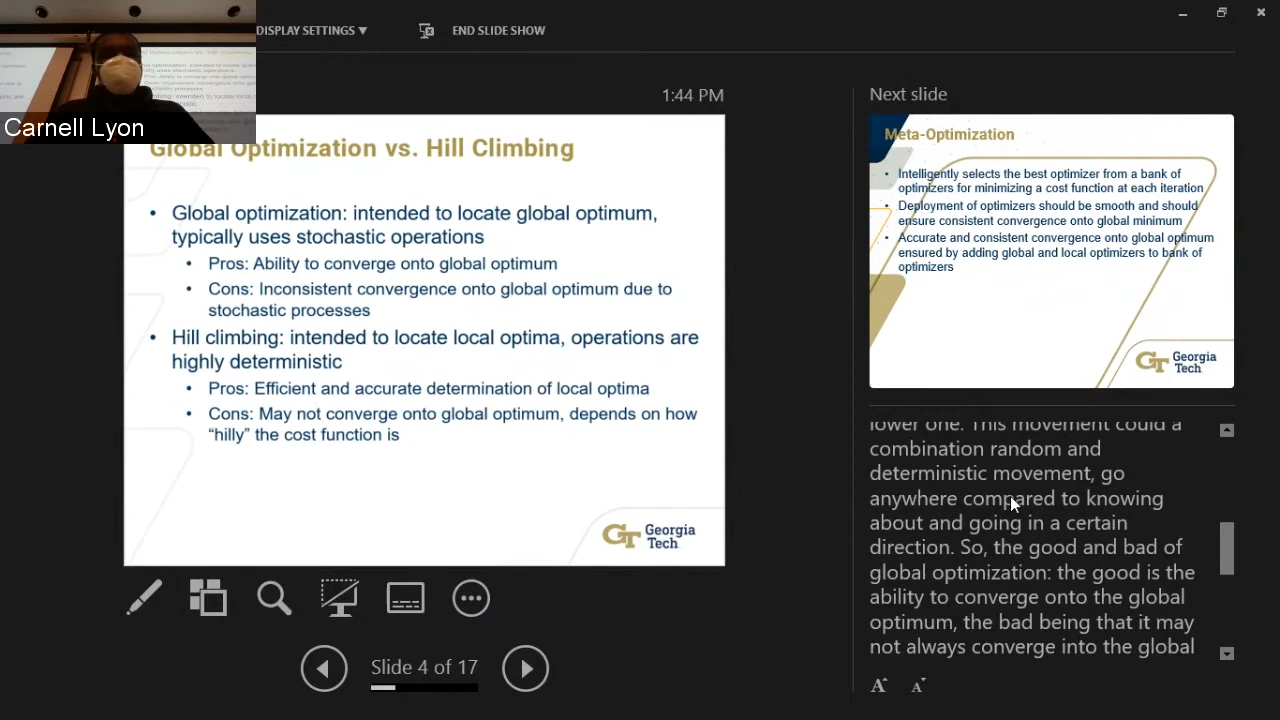 DISPLAY SETTINGS ▼
END SLIDE SHOW
Carnell Lyon
1:44 PM
Global Optimization vs. Hill Climbing
• Global optimization: intended to locate global optimum,
typically uses stochastic operations
• Pros: Ability to converge onto global optimum
• Cons: Inconsistent convergence onto global optimum due to
stochastic processes
• Hill climbing: intended to locate local optima, operations are
highly deterministic
• Pros: Efficient and accurate determination of local optima
• Cons: May not converge onto global optimum, depends on how
“hilly” the cost function is
GT Georgia
Tech
Slide 4 of 17
Next slide
Meta-Optimization
• Intelligently selects the best optimizer from a bank of
optimizers for minimizing a cost function at each iteration
• Deployment of optimizers should be smooth and should
ensure consistent convergence onto global minimum
• Accurate and consistent convergence onto global optimum
ensured by adding global and local optimizers to bank of
optimizers
GT Georgia
Tech
lower one. This movement could a
combination random and
deterministic movement, go
anywhere compared to knowing
about and going in a certain
direction. So, the good and bad of
global optimization: the good is the
ability to converge onto the global
optimum, the bad being that it may
not always converge into the global
A A